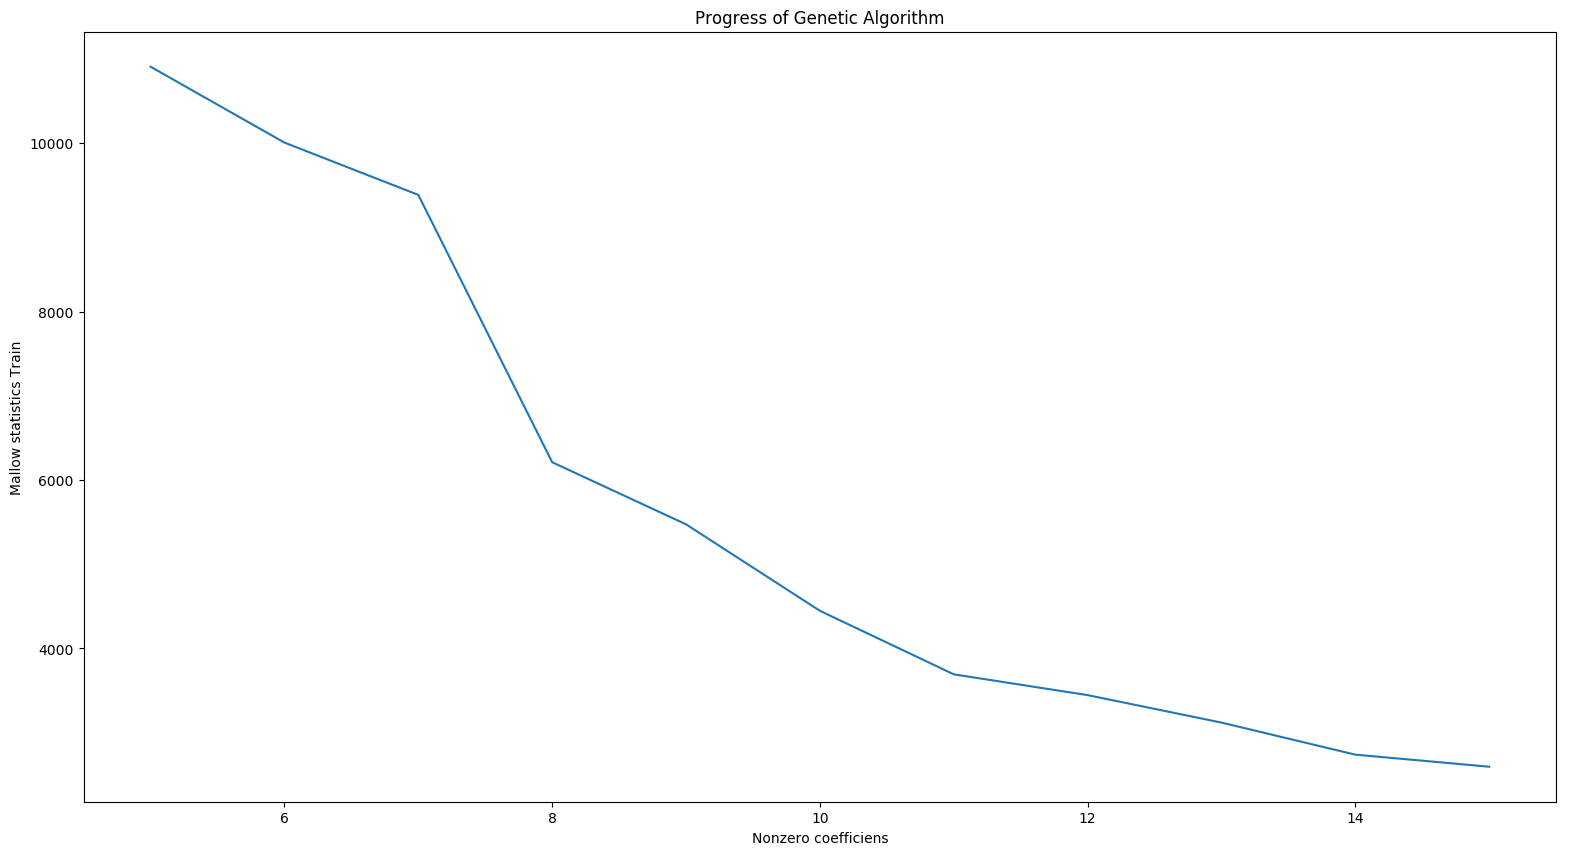 Progress of Genetic Algorithm
10000
8000
6000
4000
Mallow statistics Train
6 8 10 12 14
Nonzero coefficiens